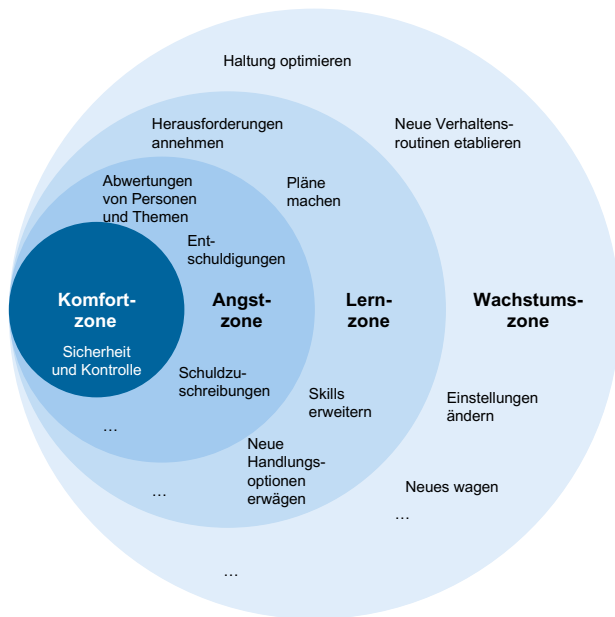 Haltung optimieren
Herausforderungen
annehmen
Neue Verhaltens-
routinen etablieren
Abwertungen
von Personen
und Themen
Pläne
machen
Ent-
schuldigungen
Komfort-
zone
Angst-
zone
Lern-
zone
Wachstums-
zone
Sicherheit
und Kontrolle
Schuldzu-
schreibungen
Skills
erweitern
Einstellungen
ändern
…
Neue
Handlungs-
optionen
erwägen
…
Neues wagen
…
…